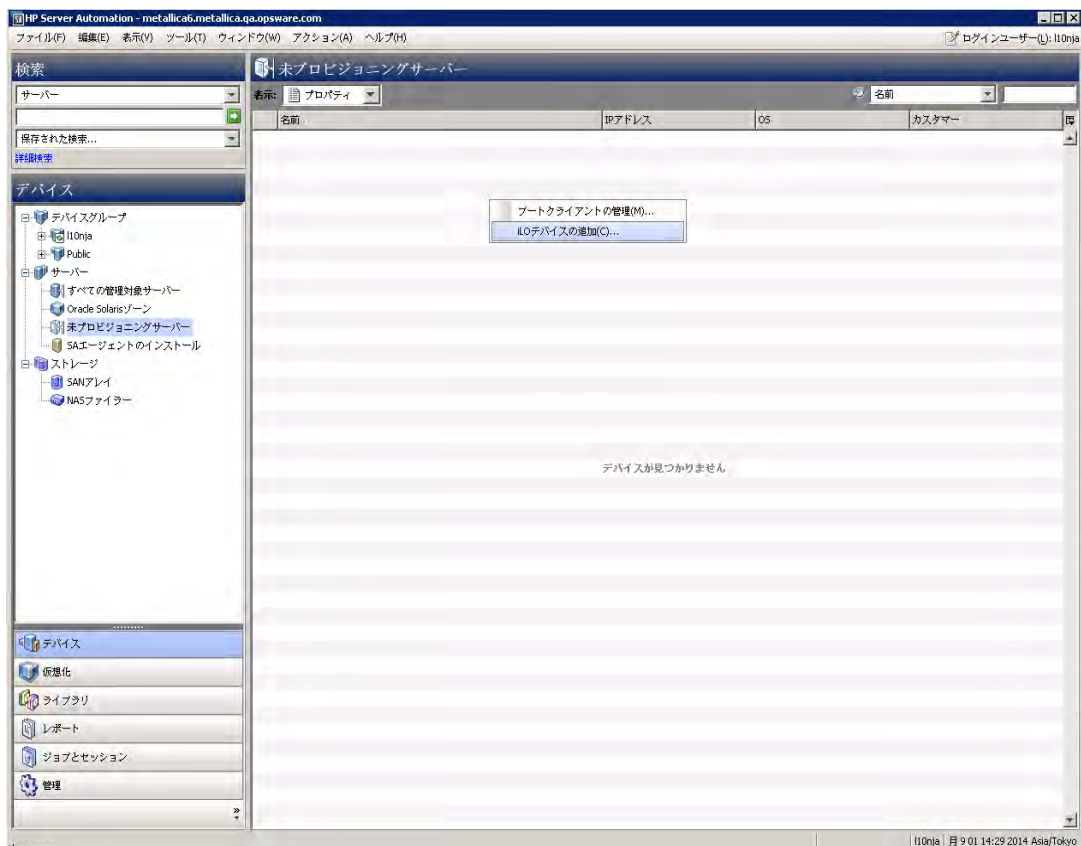 HP Server Automation - metallica6.metallica.qa.opsware.com
ファイル(F) 編集(E) 表示(V) ツール(T) ウィンドウ(W) アクション(A) ヘルプ(H)
ログインユーザー(L): l10nja
検索
サーバー
保存された検索...
詳細検索
デバイス
デバイスグループ
l10nja
Public
サーバー
すべての管理対象サーバー
Oracle Solarisゾーン
未プロビジョニングサーバー
SAエージェントのインストール
ストレージ
SANアレイ
NASファイラー
デバイス
仮想化
ライブラリ
レポート
ジョブとセッション
管理
未プロビジョニングサーバー
表示: プロパティ
名前
名前 IPアドレス OS カスタマー
ブートクライアントの管理(M)...
iLOデバイスの追加(C)...
デバイスが見つかりません
l10nja 月 9 01 14:29 2014 Asia/Tokyo